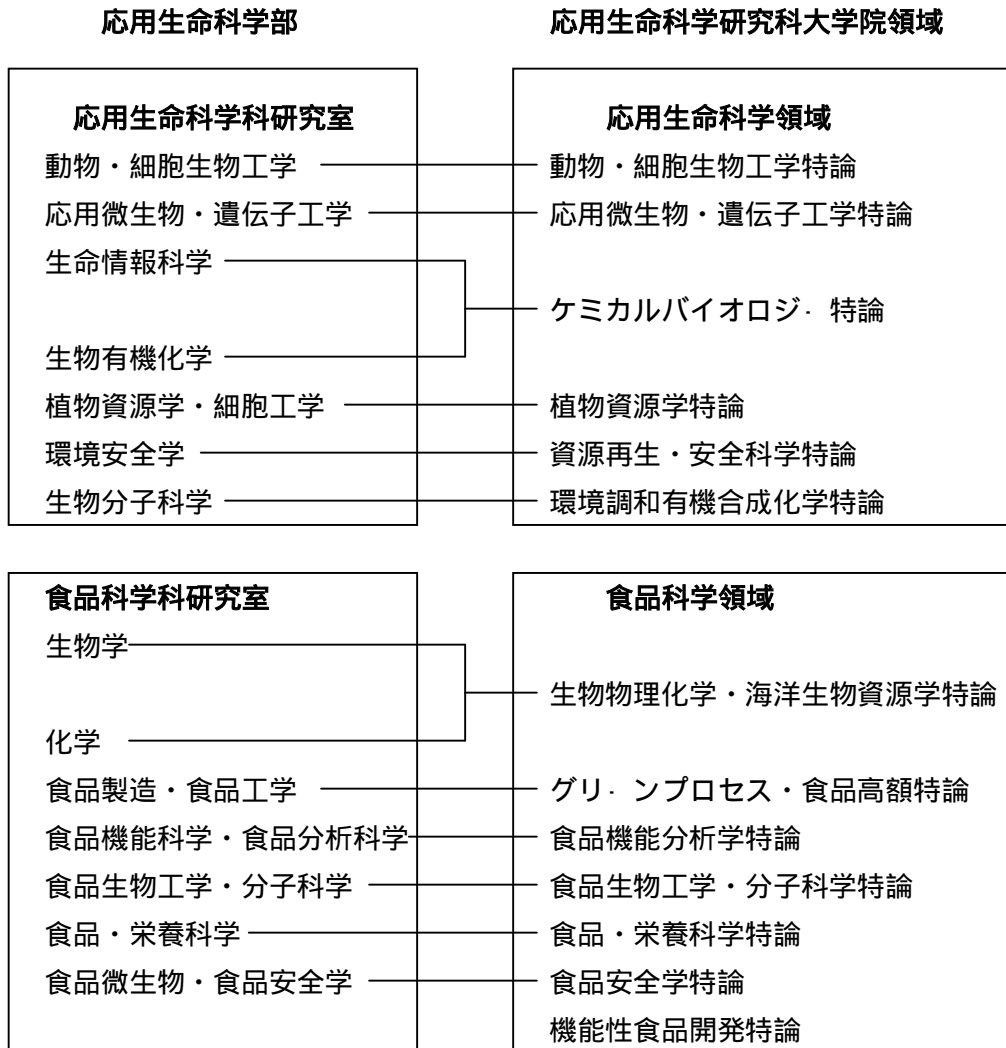 応用生命科学部
応用生命科学研究科大学院領域
応用生命科学科研究室
動物・細胞生物工学
応用微生物・遺伝子工学
生命情報科学
生物有機化学
植物資源学・細胞工学
環境安全学
生物分子科学
応用生命科学領域
動物・細胞生物工学特論
応用微生物・遺伝子工学特論
ケミカルバイオロジ-特論
植物資源学特論
資源再生・安全科学特論
環境調和有機合成化学特論
食品科学科研究室
生物学
化学
食品製造・食品工学
食品機能科学・食品分析科学
食品生物工学・分子科学
食品・栄養科学
食品微生物・食品安全学
食品科学領域
生物物理化学・海洋生物資源学特論
グリ-ンプロセス・食品高額特論
食品機能分析学特論
食品生物工学・分子科学特論
食品・栄養科学特論
食品安全学特論
機能性食品開発特論